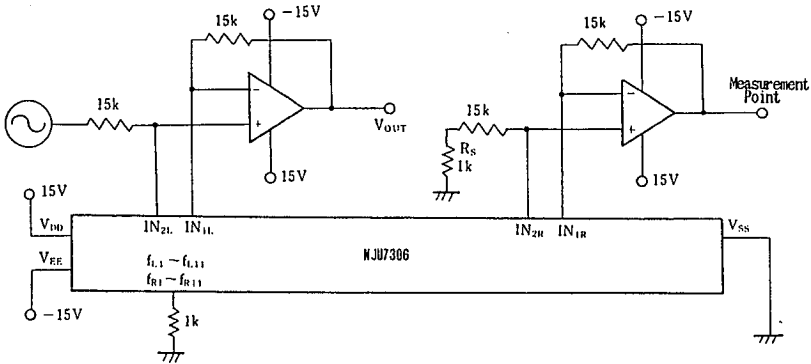 15k
-15V
15k
-15V
Measurement
Point
15k
-
+
VOUT
15k
-
+
RS
1k
15V
15V
15V
VDD
VEE
-15V
IN2L
IN1L
IN2R
IN1R
VSS
NJU7306
fL1~fL11
fR1~fR11
1k